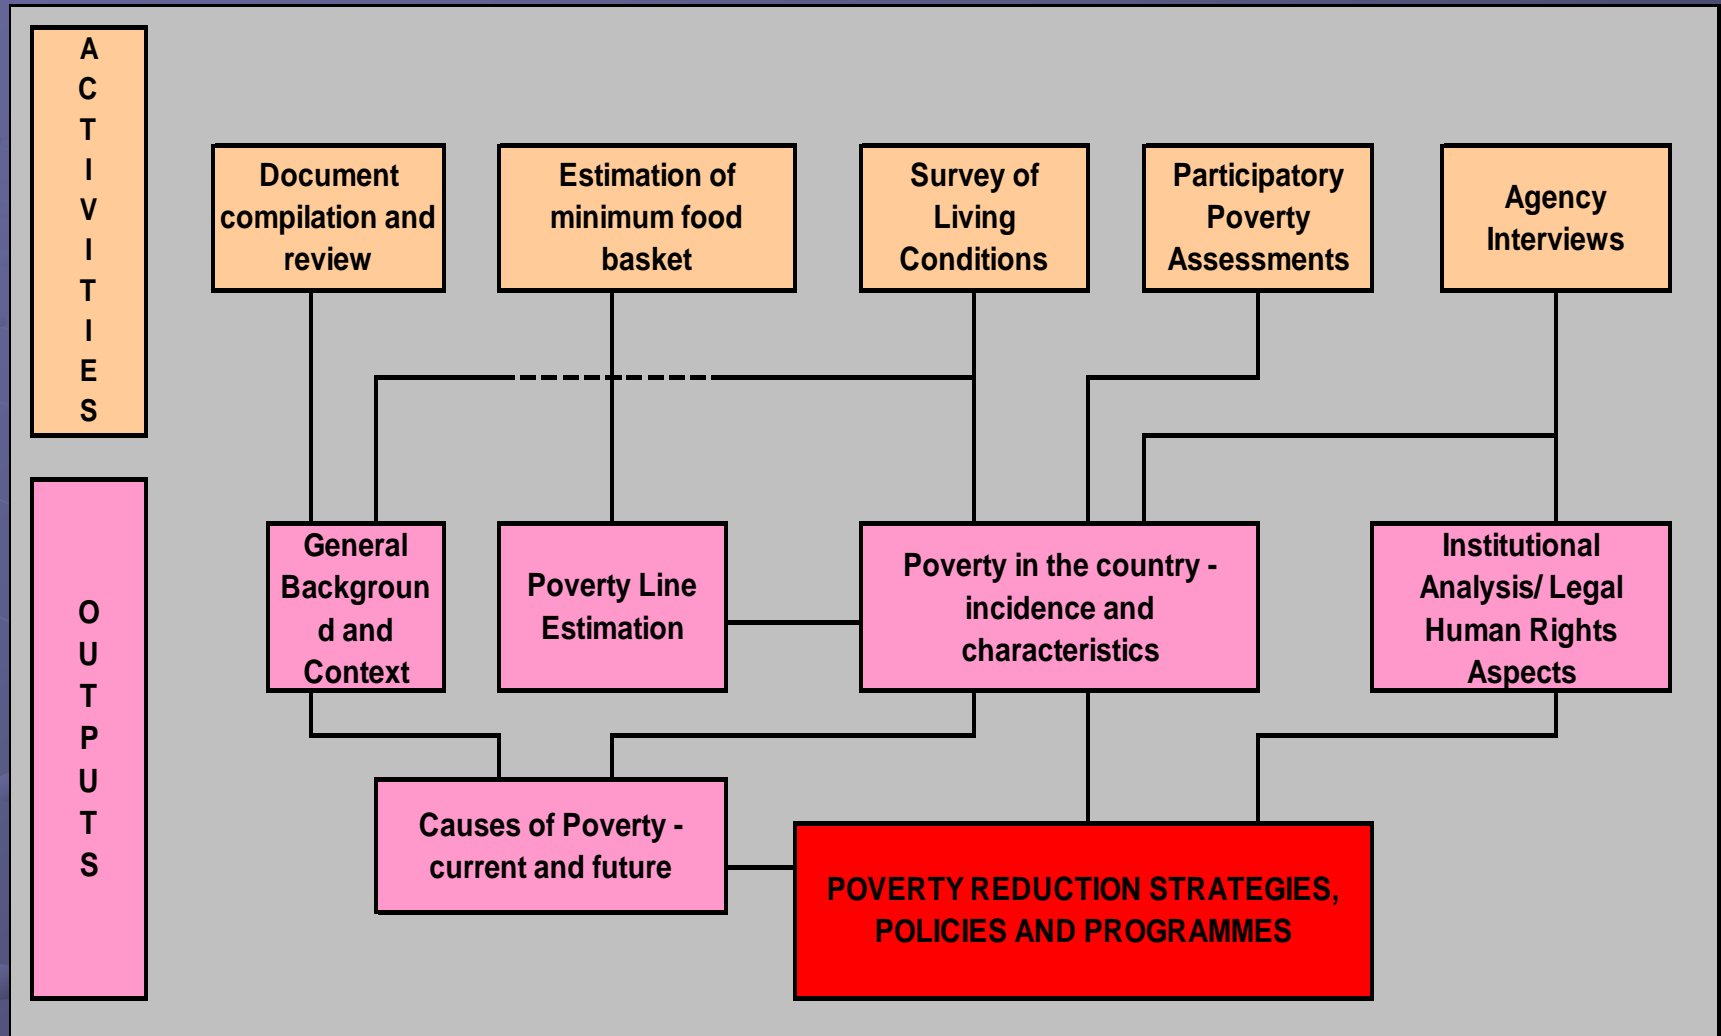 ACTIVITIES
Document
compilation and
review
Estimation of
minimum food
basket
Survey of
Living
Conditions
Participatory
Poverty
Assessments
Agency
Interviews
OUTPUTS
General
Backgroun
d and
Context
Poverty Line
Estimation
Poverty in the country -
incidence and
characteristics
Institutional
Analysis/ Legal
Human Rights
Aspects
Causes of Poverty -
current and future
POVERTY REDUCTION STRATEGIES,
POLICIES AND PROGRAMMES